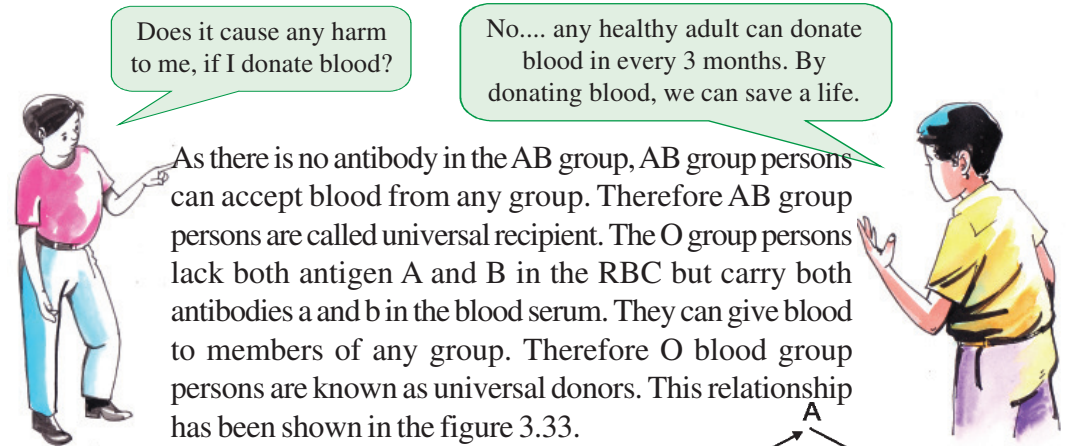 Does it cause any harm
to me, if I donate blood?
No.... any healthy adult can donate
blood in every 3 months. By
donating blood, we can save a life.
As there is no antibody in the AB group, AB group persons
can accept blood from any group. Therefore AB group
persons are called universal recipient. The O group persons
lack both antigen A and B in the RBC but carry both
antibodies a and b in the blood serum. They can give blood
to members of any group. Therefore O blood group
persons are known as universal donors. This relationship
has been shown in the figure 3.33.
A